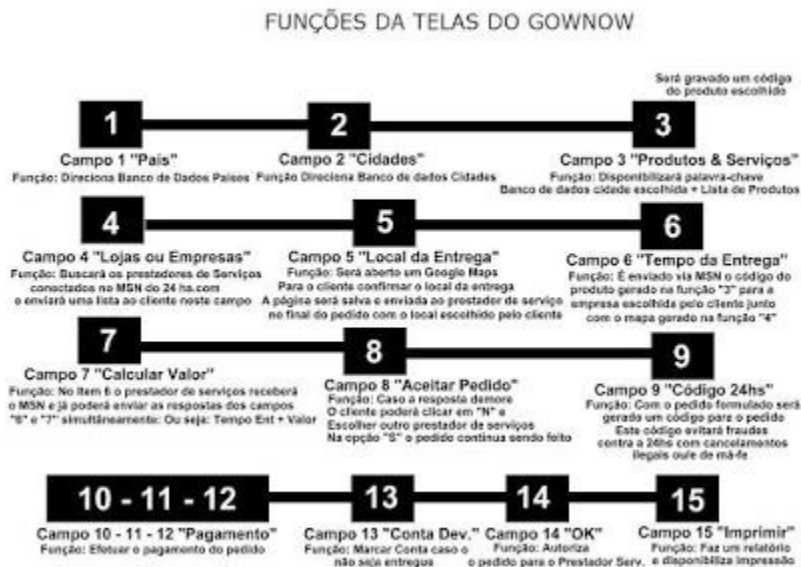 FUNÇÕES DA TELAS DO GOWNOW
Será gravado um código
do produto escolhido
1
2
3
Campo 1 "País"
Função: Direciona Banco de Dados Países
Campo 2 "Cidades"
Função Direciona Banco de dados Cidades
Campo 3 "Produtos & Serviços"
Função: Disponibilizará palavra-chave
Banco de dados cidade escolhida + Lista de Produtos
4
5
6
Campo 4 "Lojas ou Empresas"
Função: Buscará os prestadores de Serviços
conectados no MSN do 24 hs.com
o enviará uma lista ao cliente neste campo
Campo 5 "Local da Entrega"
Função: Será aberto um Google Maps
Para o cliente confirmar o local da entrega
A página será salva e enviada ao prestador de serviço
no final do pedido com o local escolhido pelo cliente
Campo 6 "Tempo da Entrega"
Função: É enviado via MSN o código do
produto gerado na função "3" para a
empresa escolhida pelo cliente junto
com o mapa gerado na função "4"
7
8
9
Campo 7 "Calcular Valor"
Função: No Item 6 o prestador de serviços receberá
o MSN e já poderá enviar as respostas dos campos
"6" e "7" simultâneamente: Ou seja: Tempo Ent + Valor
Campo 8 "Aceitar Pedido"
Função: Caso a resposta demore
O cliente poderá clicar em "N" e
Escolher outro prestador de serviços
Na opção "S" o pedido continua sendo feito
Campo 9 "Código 24hs"
Função: Com o pedido formulado será
gerado um código para o pedido
Este código evitará fraudes
contra a 24hs com cancelamentos
ilegais ou/e de má-fe
10 - 11 - 12
13
14
15
Campo 10 - 11 - 12 "Pagamento"
Função: Efetuar o pagamento do pedido
Campo 13 "Conta Dev."
Função: Marcar Conta caso o
não seja entregue
Campo 14 "OK"
Função: Autoriza
o pedido para o Prestador Serv.
Campo 15 "Imprimir"
Função: Faz um relatório
e disponibiliza impressão